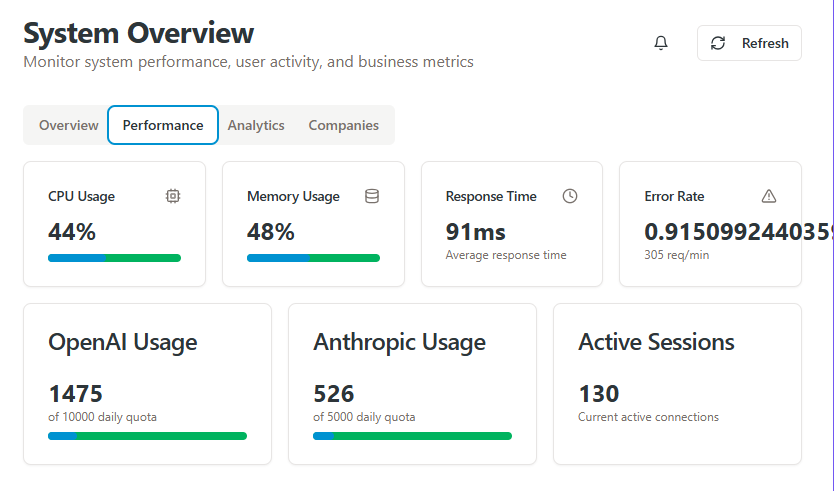 System Overview
Monitor system performance, user activity, and business metrics
Refresh
Overview
Performance
Analytics
Companies
CPU Usage
44%
Memory Usage
48%
Response Time
91ms
Average response time
Error Rate
0.9150992440359
305 req/min
OpenAI Usage
1475
of 10000 daily quota
Anthropic Usage
526
of 5000 daily quota
Active Sessions
130
Current active connections